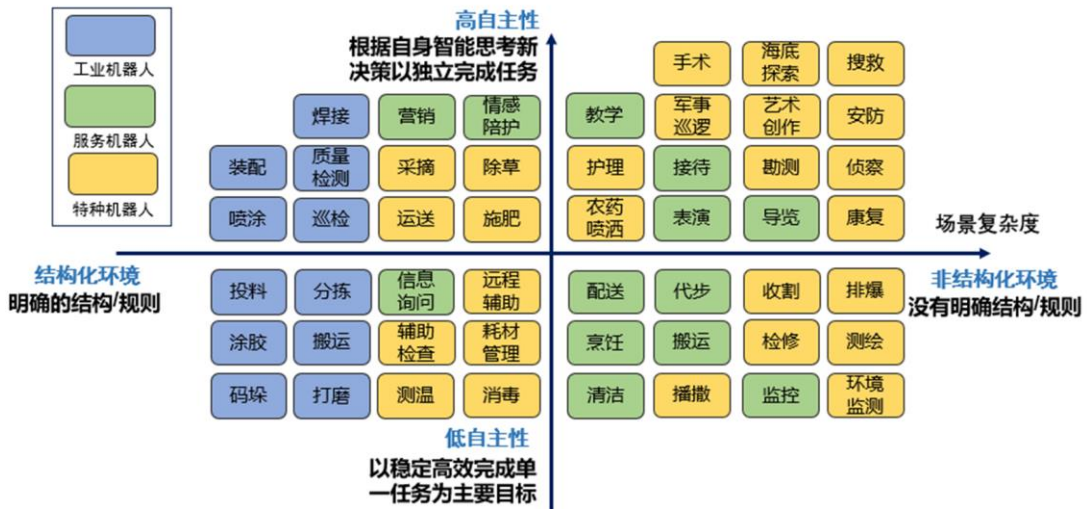 工业机器人
服务机器人
特种机器人
高自主性
根据自身智能思考新
决策以独立完成任务
焊接
营销
情感
陪护
装配
质量
检测
采摘
除草
喷涂
巡检
运送
施肥
手术
海底
探索
搜救
教学
军事
巡逻
艺术
创作
安防
护理
接待
勘测
侦察
农药
喷洒
表演
导览
康复
场景复杂度
结构化环境
明确的结构/规则
非结构化环境
没有明确结构/规则
投料
分拣
信息
询问
远程
辅助
涂胶
搬运
辅助
检查
耗材
管理
码垛
打磨
测温
消毒
配送
代步
收割
排爆
烹饪
搬运
检修
测绘
清洁
播撒
监控
环境
监测
低自主性
以稳定高效完成单
一任务为主要目标